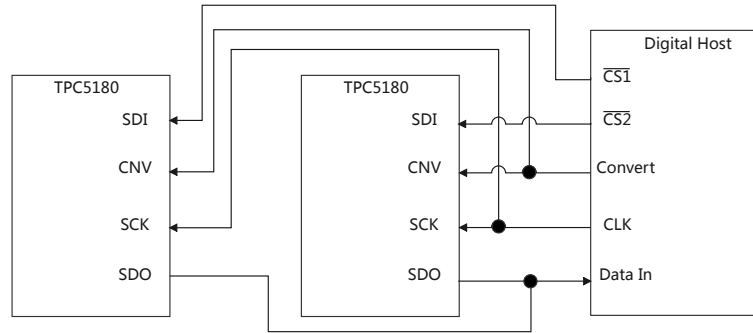 Digital Host
TPC5180
TPC5180
CS1
SDI
SDI
CS2
CNV
CNV
Convert
SCK
SCK
CLK
SDO
SDO
Data In